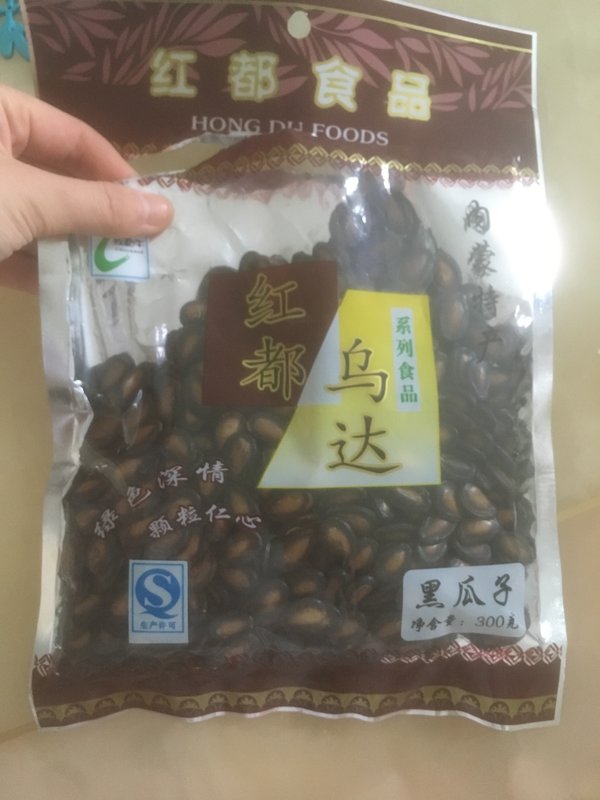 红都食品
HONG DU FOODS
内蒙特产
红都
乌达
系列食品
绿色深情
颗粒仁心
S
生产许可
黑瓜子
净含量：300克